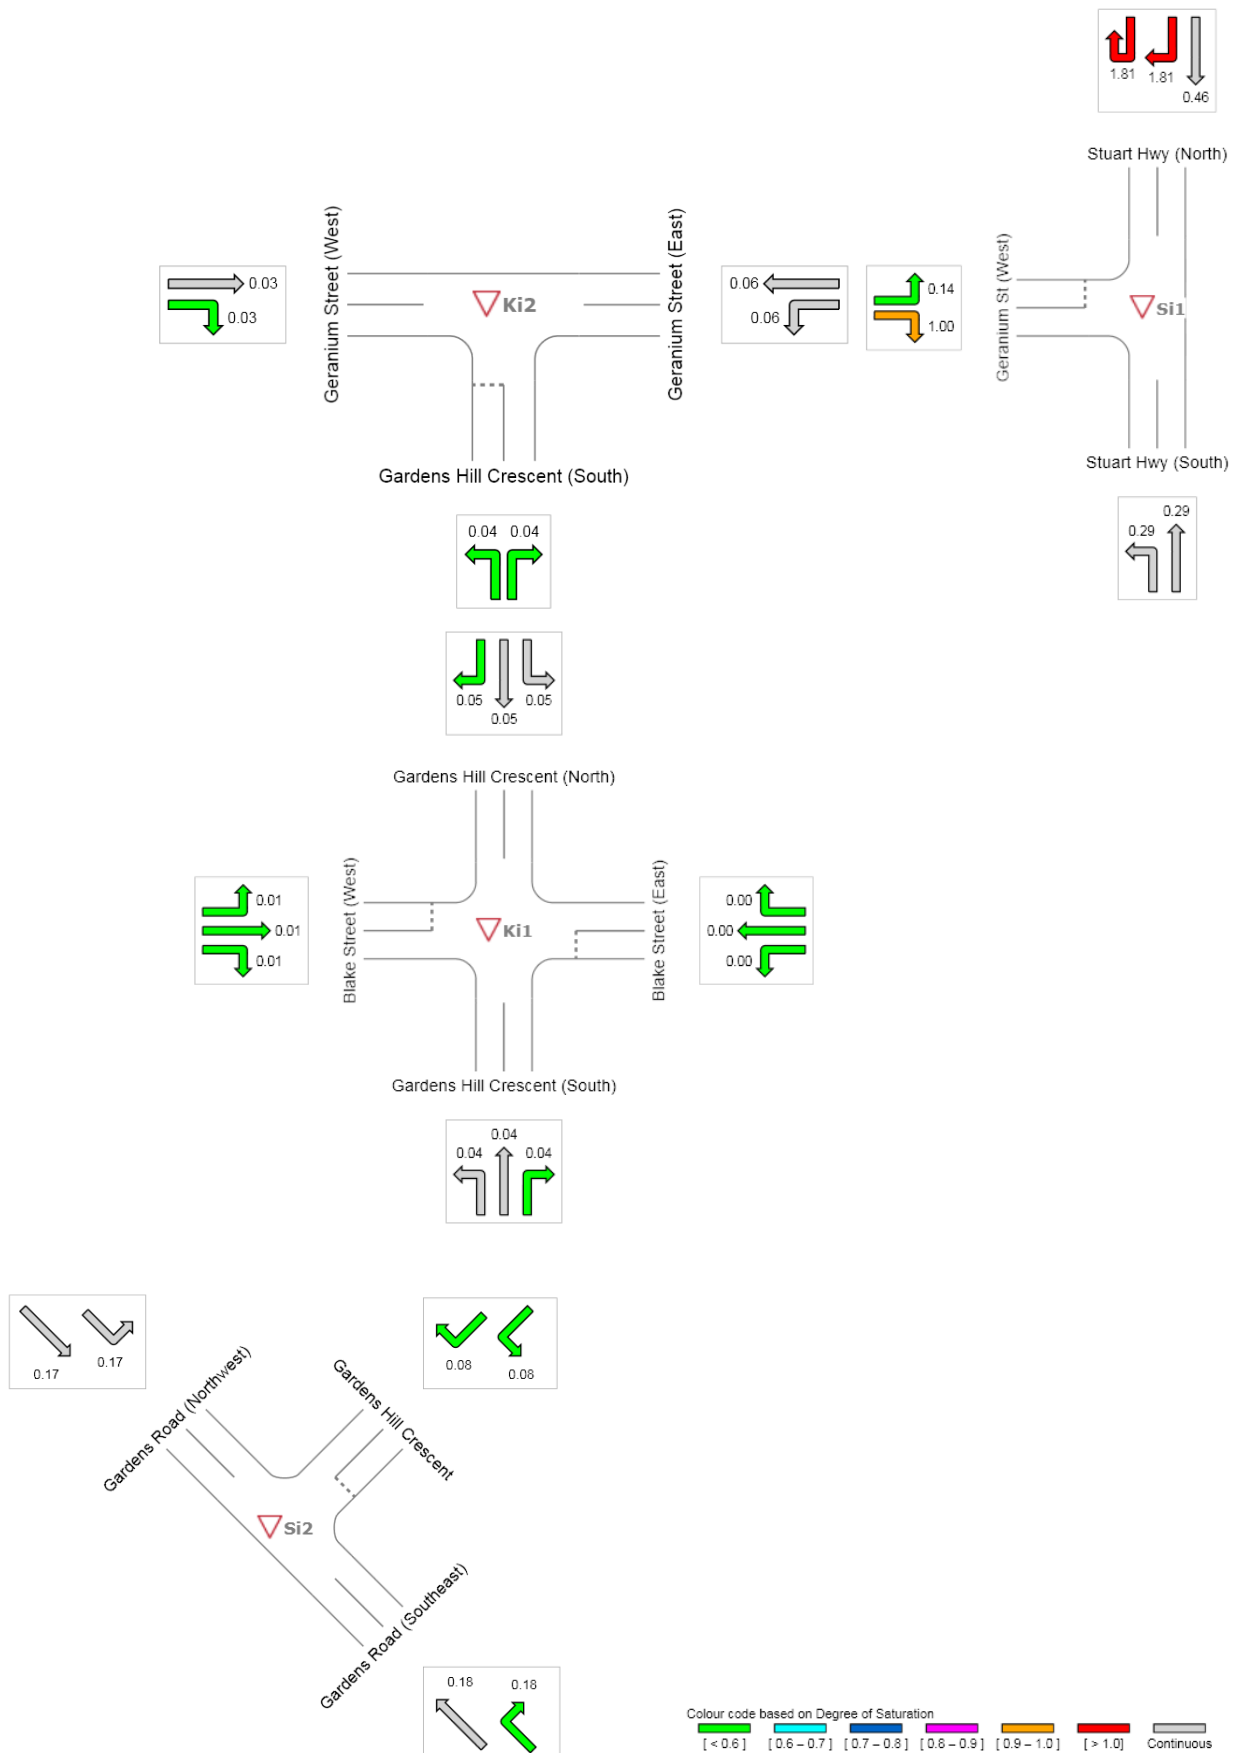 1.81
1.81
0.46
Stuart Hwy (North)
Geranium Street (West)
Geranium Street (East)
Geranium St (West)
0.03
0.03
Ki2
0.06
0.06
0.14
1.00
Si1
Gardens Hill Crescent (South)
Stuart Hwy (South)
0.04 0.04
0.29
0.29
0.05
0.05
0.05
Gardens Hill Crescent (North)
Blake Street (West)
Blake Street (East)
0.01
0.01
0.01
Ki1
0.00
0.00
0.00
Gardens Hill Crescent (South)
0.04
0.04
0.04
0.17
0.17
0.08
0.08
Gardens Road (Northwest)
Gardens Hill Crescent
Si2
Gardens Road (Southeast)
0.18
0.18
Colour code based on Degree of Saturation
[ < 0.6 ] [ 0.6 – 0.7 ] [ 0.7 – 0.8 ] [ 0.8 – 0.9 ] [ 0.9 – 1.0 ] [ > 1.0 ] Continuous